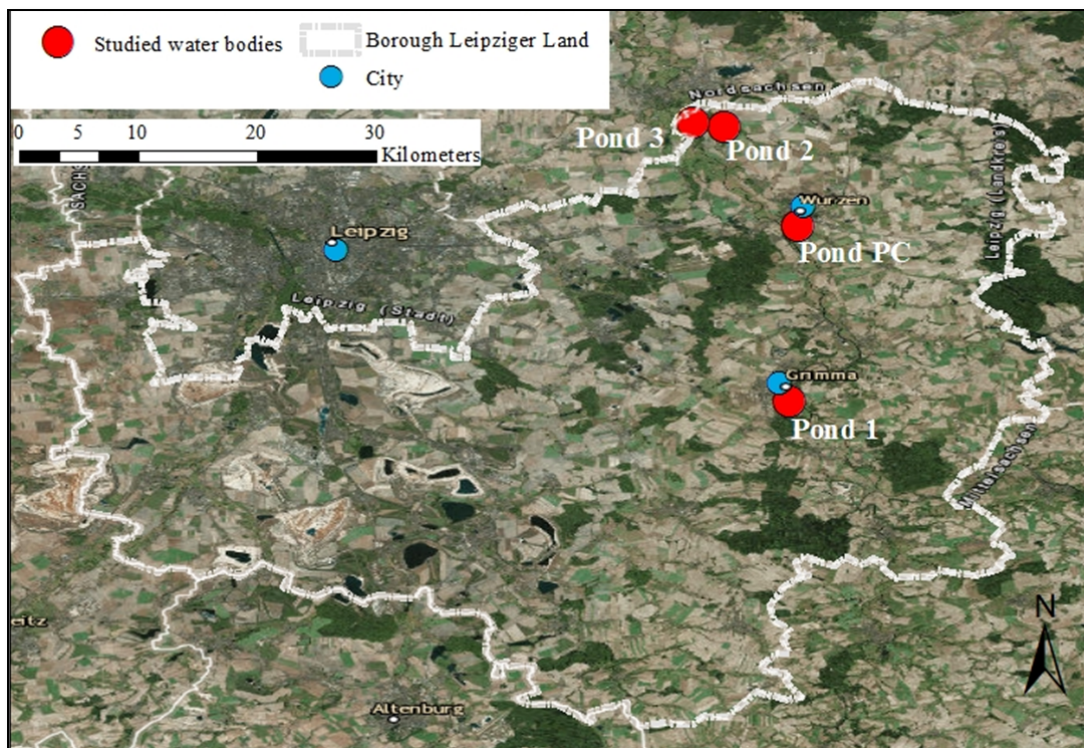 Studied water bodies
Borough Leipziger Land
City
0 5 10 20 30
Kilometers
Nordsachsen
Pond 3
Pond 2
Leipzig (Landkreis)
SACHS
Wurzen
Leipzig
Pond PC
Leipzig (Stadt)
Grimma
Pond 1
Mittelsachsen
N
eitz
Altenburg